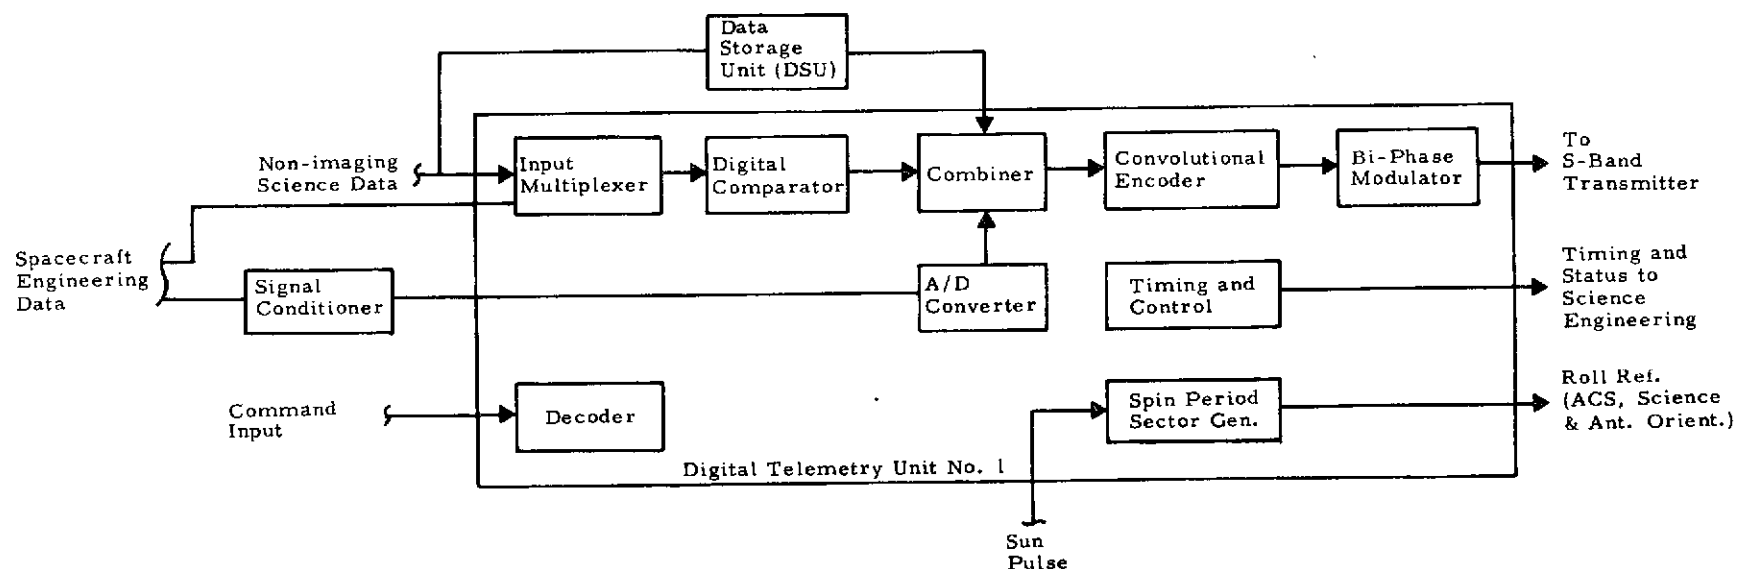 Data
Storage
Unit (DSU)
Non-imaging
Science Data
Input
Multiplexer
Digital
Comparator
Combiner
Convolutional
Encoder
Bi-Phase
Modulator
To
S-Band
Transmitter
Spacecraft
Engineering
Data
Signal
Conditioner
A/D
Converter
Timing and
Control
Timing and
Status to
Science
Engineering
Command
Input
Decoder
Spin Period
Sector Gen.
Roll Ref.
(ACS, Science
& Ant. Orient.)
Digital Telemetry Unit No. 1
Sun
Pulse